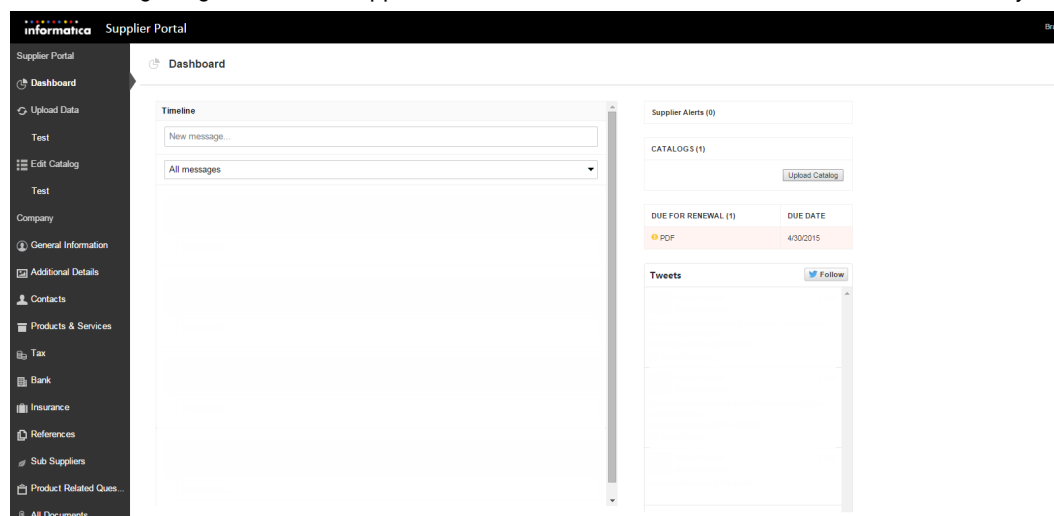 informatica Supplier Portal
Supplier Portal
Dashboard
Upload Data
Test
Edit Catalog
Test
Company
General Information
Additional Details
Contacts
Products & Services
Tax
Bank
Insurance
References
Sub Suppliers
Product Related Ques...
All Documents
Dashboard
Timeline
New message...
All messages
Supplier Alerts (0)
CATALOGS (1)
Upload Catalog
DUE FOR RENEWAL (1) DUE DATE
PDF 4/30/2015
Tweets Follow